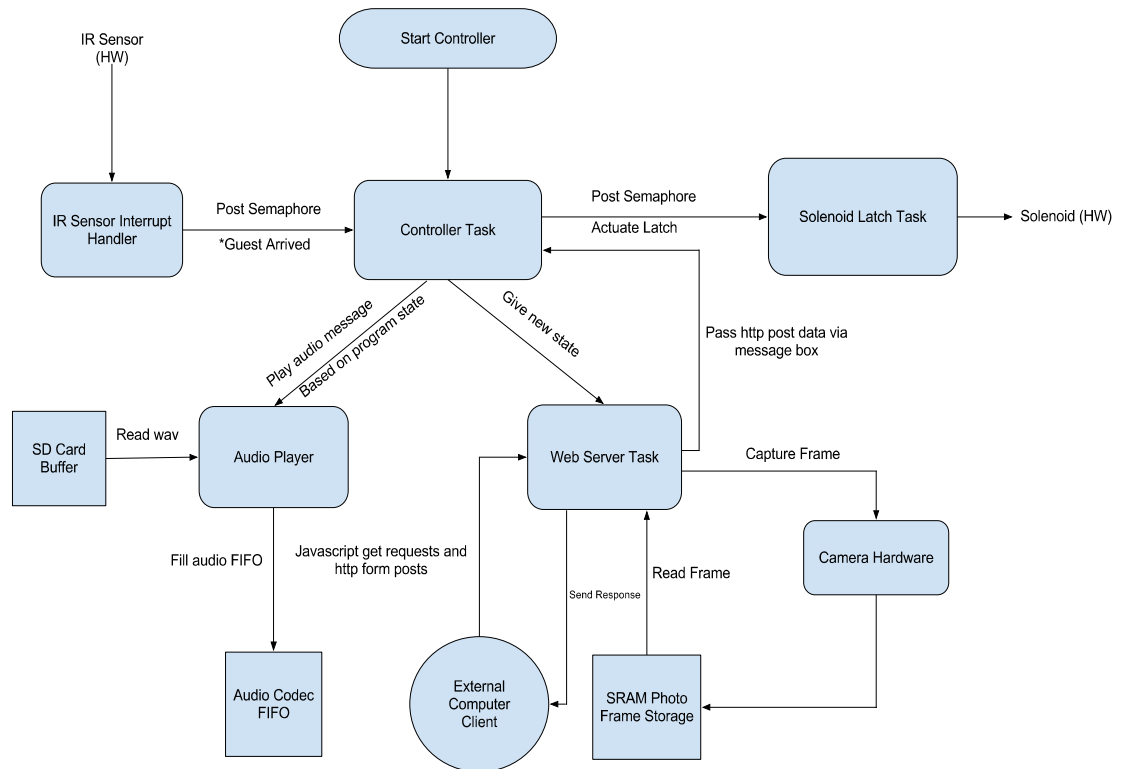 IR Sensor
(HW)
Start Controller
IR Sensor Interrupt
Handler
Post Semaphore
*Guest Arrived
Controller Task
Post Semaphore
Actuate Latch
Solenoid Latch Task
Solenoid (HW)
Play audio message
Based on program state
Give new state
Pass http post data via
message box
SD Card
Buffer
Read wav
Audio Player
Web Server Task
Capture Frame
Fill audio FIFO
Javascript get requests and
http form posts
Send Response
Read Frame
Camera Hardware
Audio Codec
FIFO
External
Computer
Client
SRAM Photo
Frame Storage